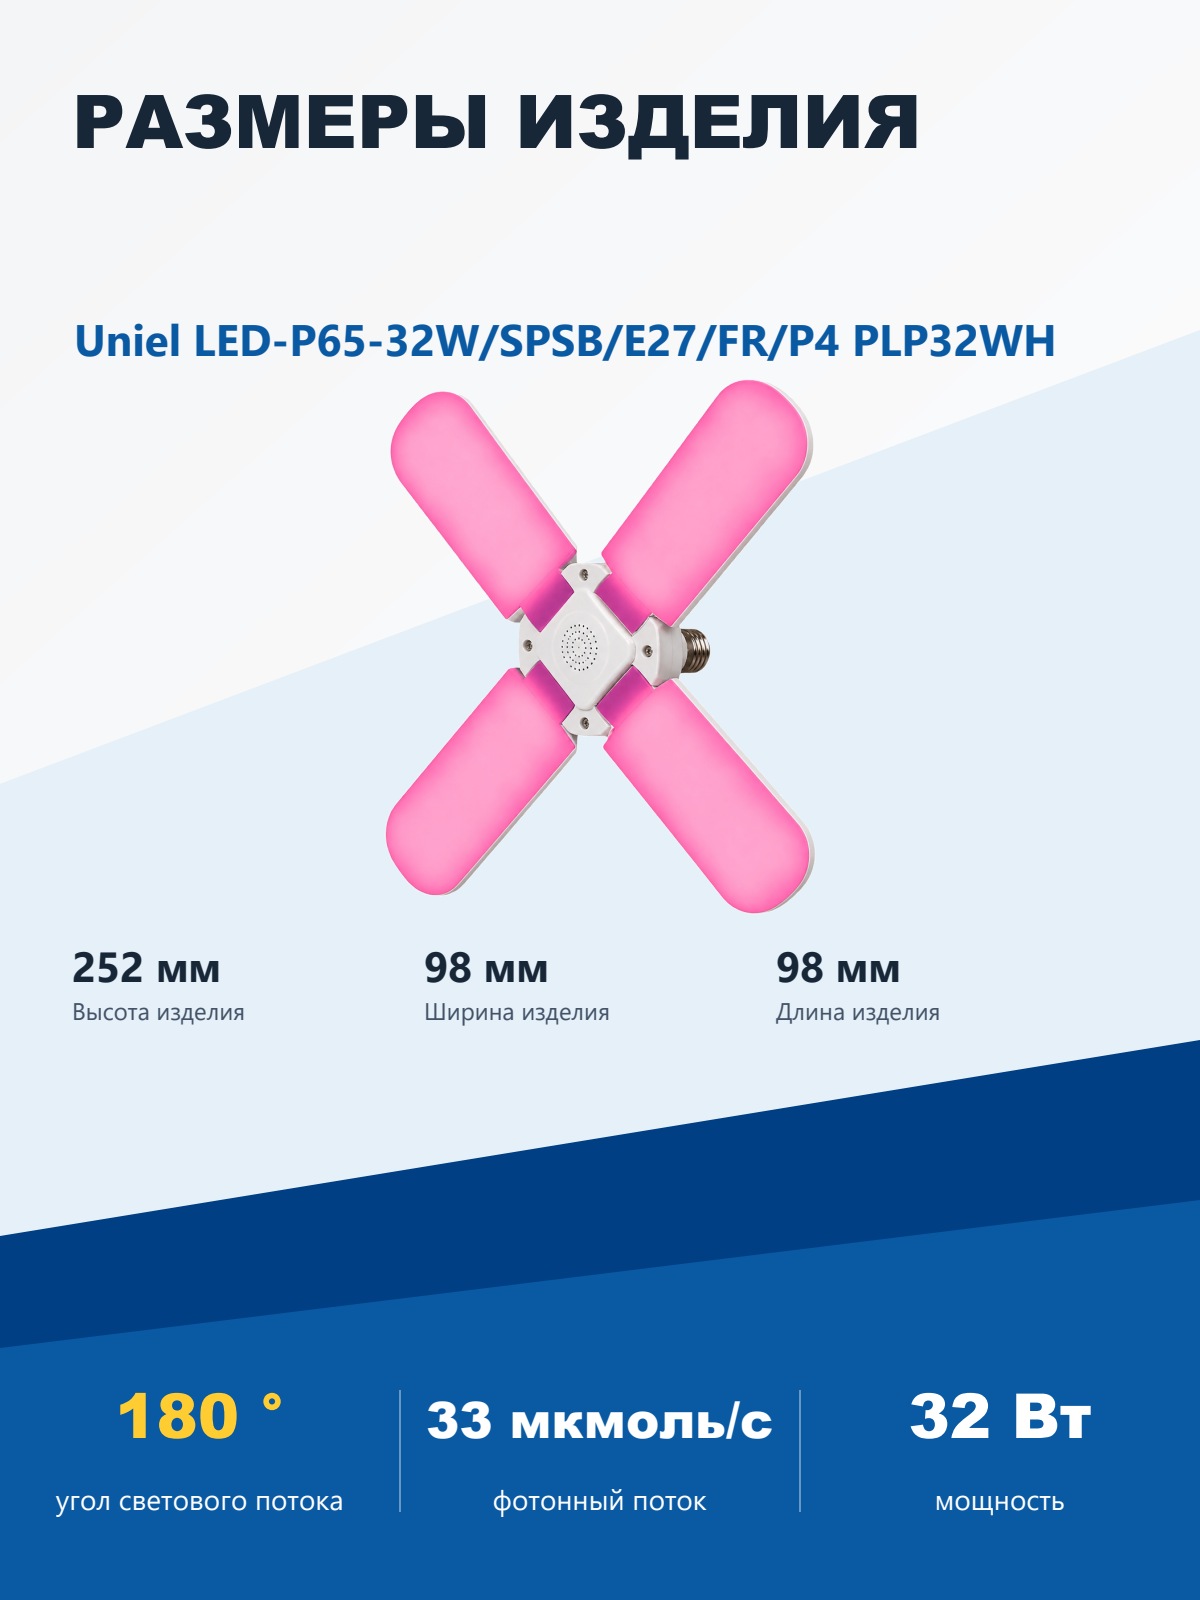 РАЗМЕРЫ ИЗДЕЛИЯ
Uniel LED-P65-32W/SPSB/E27/FR/P4 PLP32WH
252 мм
Высота изделия
98 мм
Ширина изделия
98 мм
Длина изделия
180 °
угол светового потока
33 мкмоль/с
фотонный поток
32 Вт
мощность